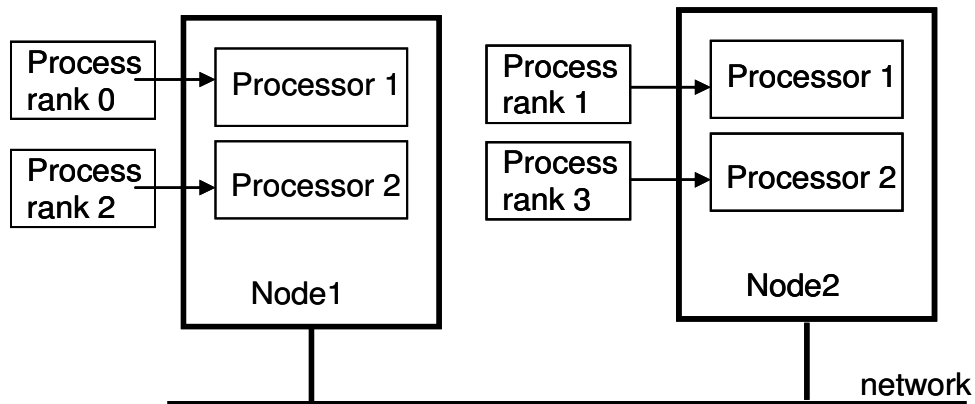 Process
rank 0
Processor 1
Process
rank 2
Processor 2
Node1
Process
rank 1
Processor 1
Process
rank 3
Processor 2
Node2
network